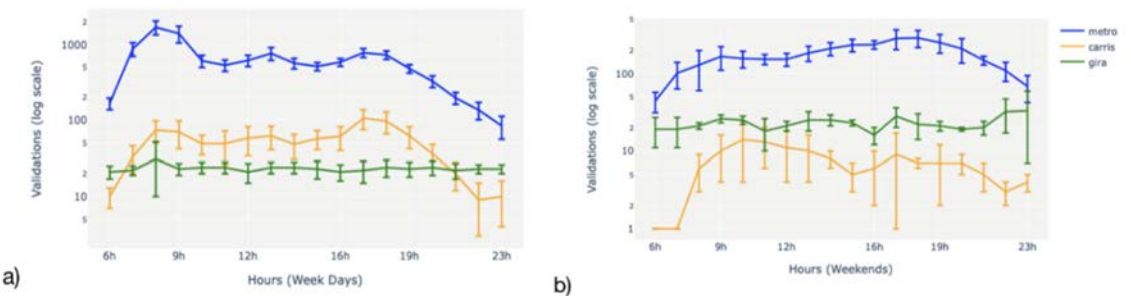 2
1000
5
2
100
5
2
10
5
6h 9h 12h 16h 19h 23h
Validations (log scale)
Hours (Week Days)
a)
5
2
100
5
2
10
5
2
1
6h 9h 12h 16h 19h 23h
Validations (log scale)
Hours (Weekends)
b)
metro
carris
gira